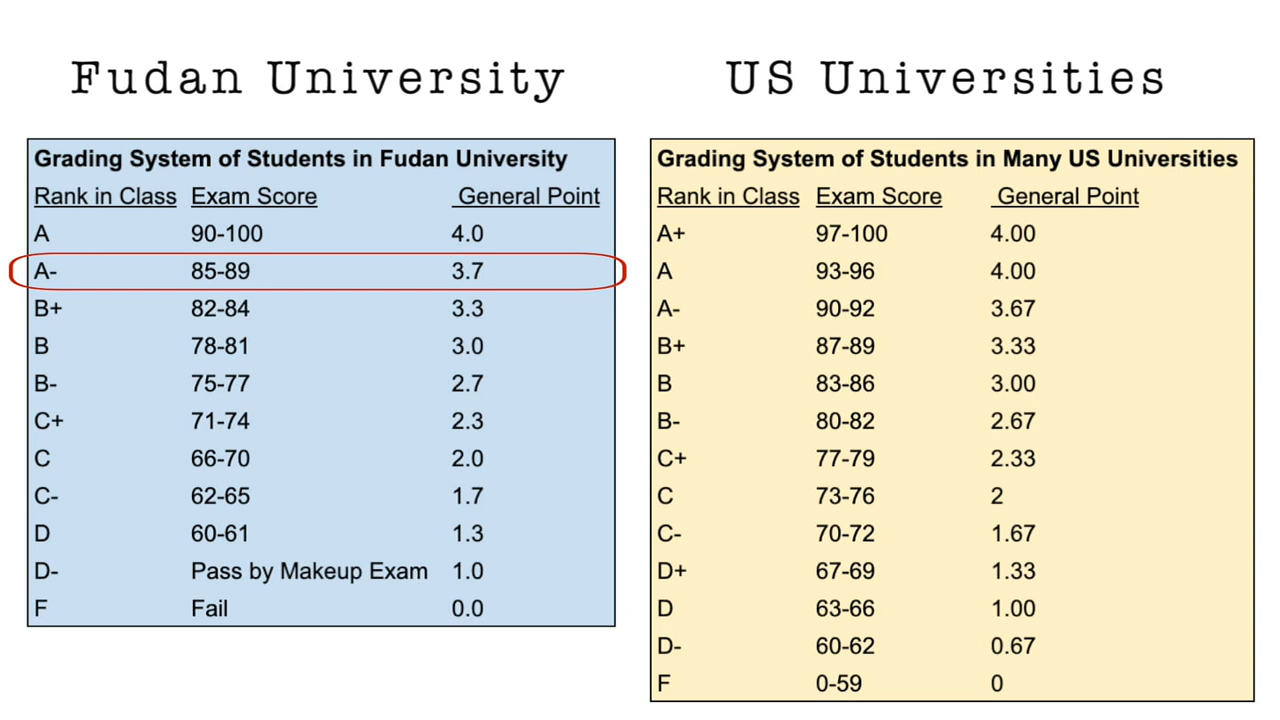 Fudan University
Grading System of Students in Fudan University
Rank in Class Exam Score General Point
A 90-100 4.0
A- 85-89 3.7
B+ 82-84 3.3
B 78-81 3.0
B- 75-77 2.7
C+ 71-74 2.3
C 66-70 2.0
C- 62-65 1.7
D 60-61 1.3
D- Pass by Makeup Exam 1.0
F Fail 0.0
US Universities
Grading System of Students in Many US Universities
Rank in Class Exam Score General Point
A+ 97-100 4.00
A 93-96 4.00
A- 90-92 3.67
B+ 87-89 3.33
B 83-86 3.00
B- 80-82 2.67
C+ 77-79 2.33
C 73-76 2
C- 70-72 1.67
D+ 67-69 1.33
D 63-66 1.00
D- 60-62 0.67
F 0-59 0